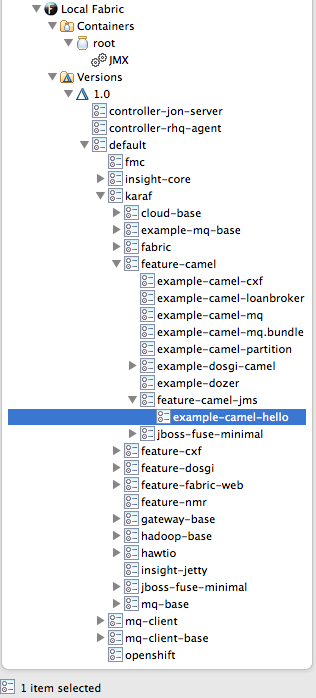 Local Fabric
Containers
root
JMX
Versions
1.0
controller-jon-server
controller-rhq-agent
default
fmc
insight-core
karaf
cloud-base
example-mq-base
fabric
feature-camel
example-camel-cxf
example-camel-loanbroker
example-camel-mq
example-camel-mq.bundle
example-camel-partition
example-dosgi-camel
example-dozer
feature-camel-jms
example-camel-hello
jboss-fuse-minimal
feature-cxf
feature-dosgi
feature-fabric-web
feature-nmr
gateway-base
hadoop-base
hawtio
insight-jetty
jboss-fuse-minimal
mq-base
mq-client
mq-client-base
openshift
1 item selected